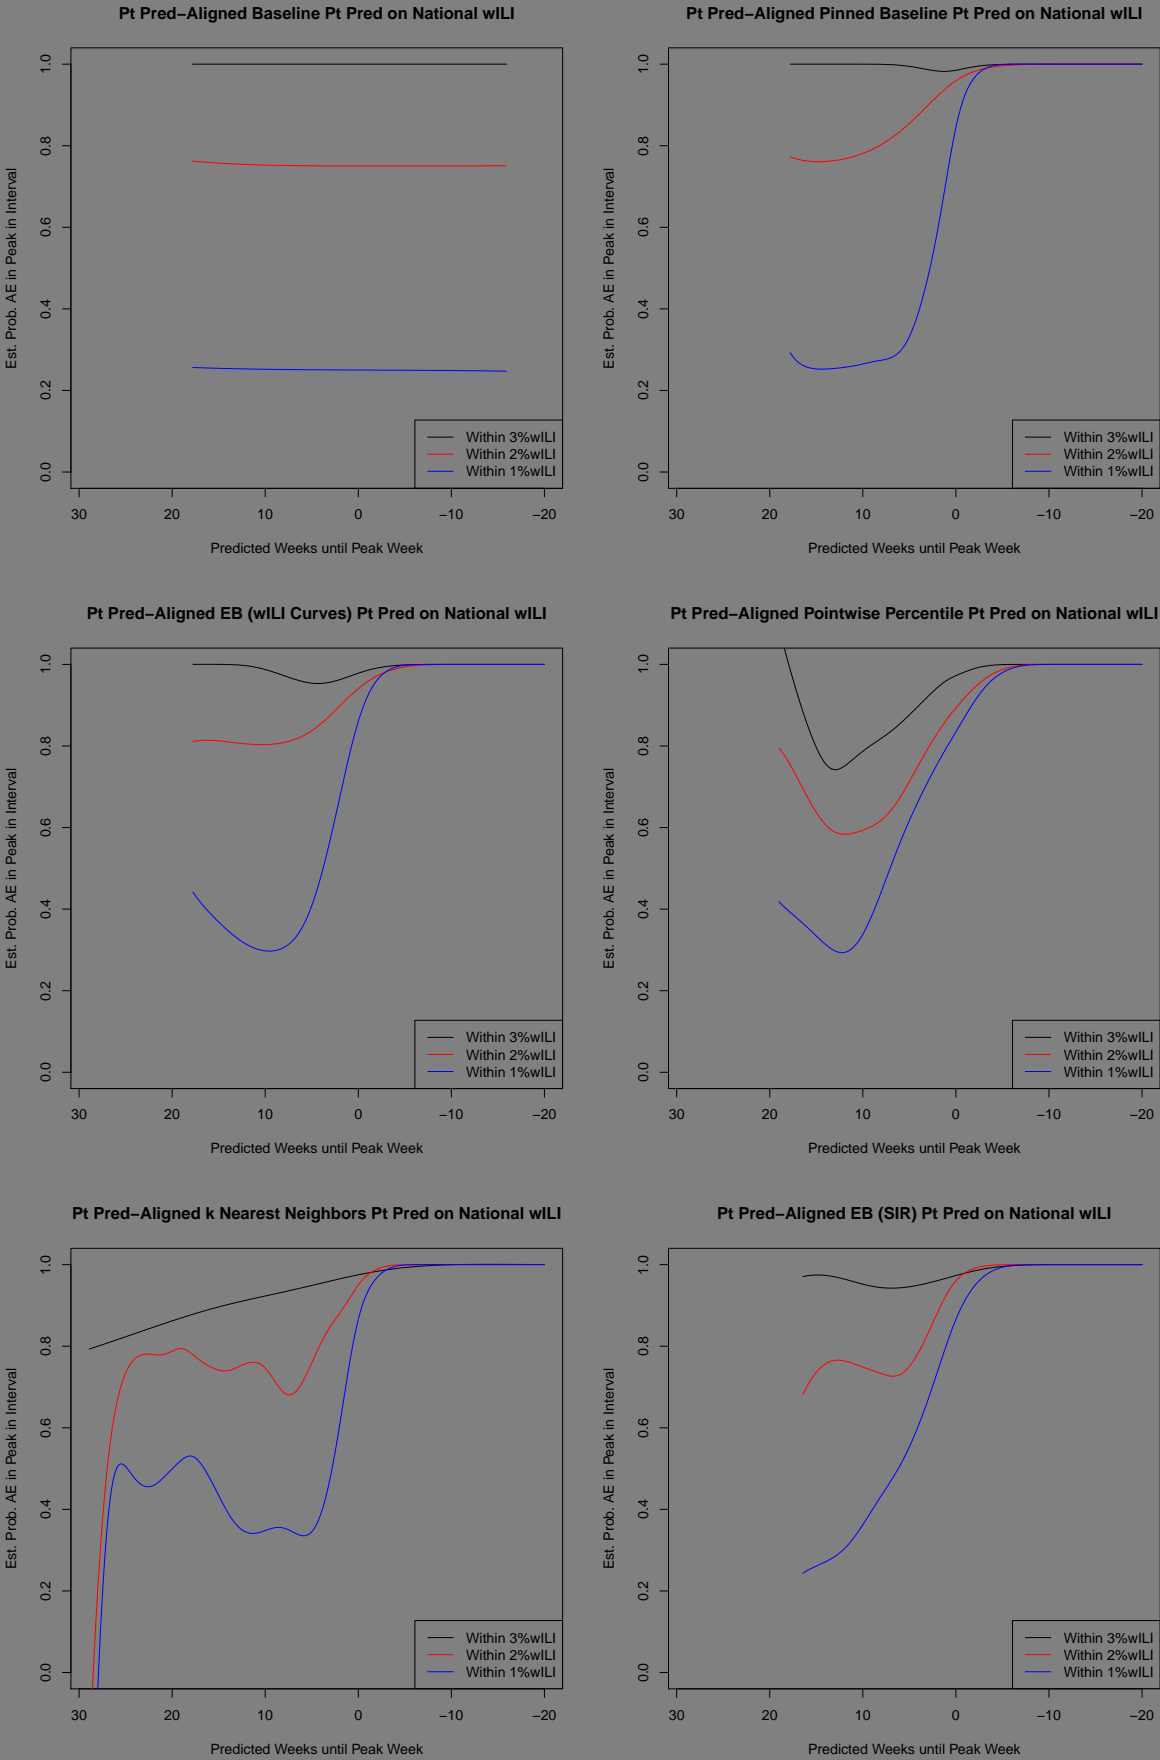 Pt Pred−Aligned Baseline Pt Pred on National wILI
Est. Prob. AE in Peak in Interval
1.0
0.8
0.6
0.4
0.2
0.0
Within 3%wILI
Within 2%wILI
Within 1%wILI
30 20 10 0 −10 −20
Predicted Weeks until Peak Week
Pt Pred−Aligned Pinned Baseline Pt Pred on National wILI
Est. Prob. AE in Peak in Interval
1.0
0.8
0.6
0.4
0.2
0.0
Within 3%wILI
Within 2%wILI
Within 1%wILI
30 20 10 0 −10 −20
Predicted Weeks until Peak Week
Pt Pred−Aligned EB (wILI Curves) Pt Pred on National wILI
Est. Prob. AE in Peak in Interval
1.0
0.8
0.6
0.4
0.2
0.0
Within 3%wILI
Within 2%wILI
Within 1%wILI
30 20 10 0 −10 −20
Predicted Weeks until Peak Week
Pt Pred−Aligned Pointwise Percentile Pt Pred on National wILI
Est. Prob. AE in Peak in Interval
1.0
0.8
0.6
0.4
0.2
0.0
Within 3%wILI
Within 2%wILI
Within 1%wILI
30 20 10 0 −10 −20
Predicted Weeks until Peak Week
Pt Pred−Aligned k Nearest Neighbors Pt Pred on National wILI
Est. Prob. AE in Peak in Interval
1.0
0.8
0.6
0.4
0.2
0.0
Within 3%wILI
Within 2%wILI
Within 1%wILI
30 20 10 0 −10 −20
Predicted Weeks until Peak Week
Pt Pred−Aligned EB (SIR) Pt Pred on National wILI
Est. Prob. AE in Peak in Interval
1.0
0.8
0.6
0.4
0.2
0.0
Within 3%wILI
Within 2%wILI
Within 1%wILI
30 20 10 0 −10 −20
Predicted Weeks until Peak Week